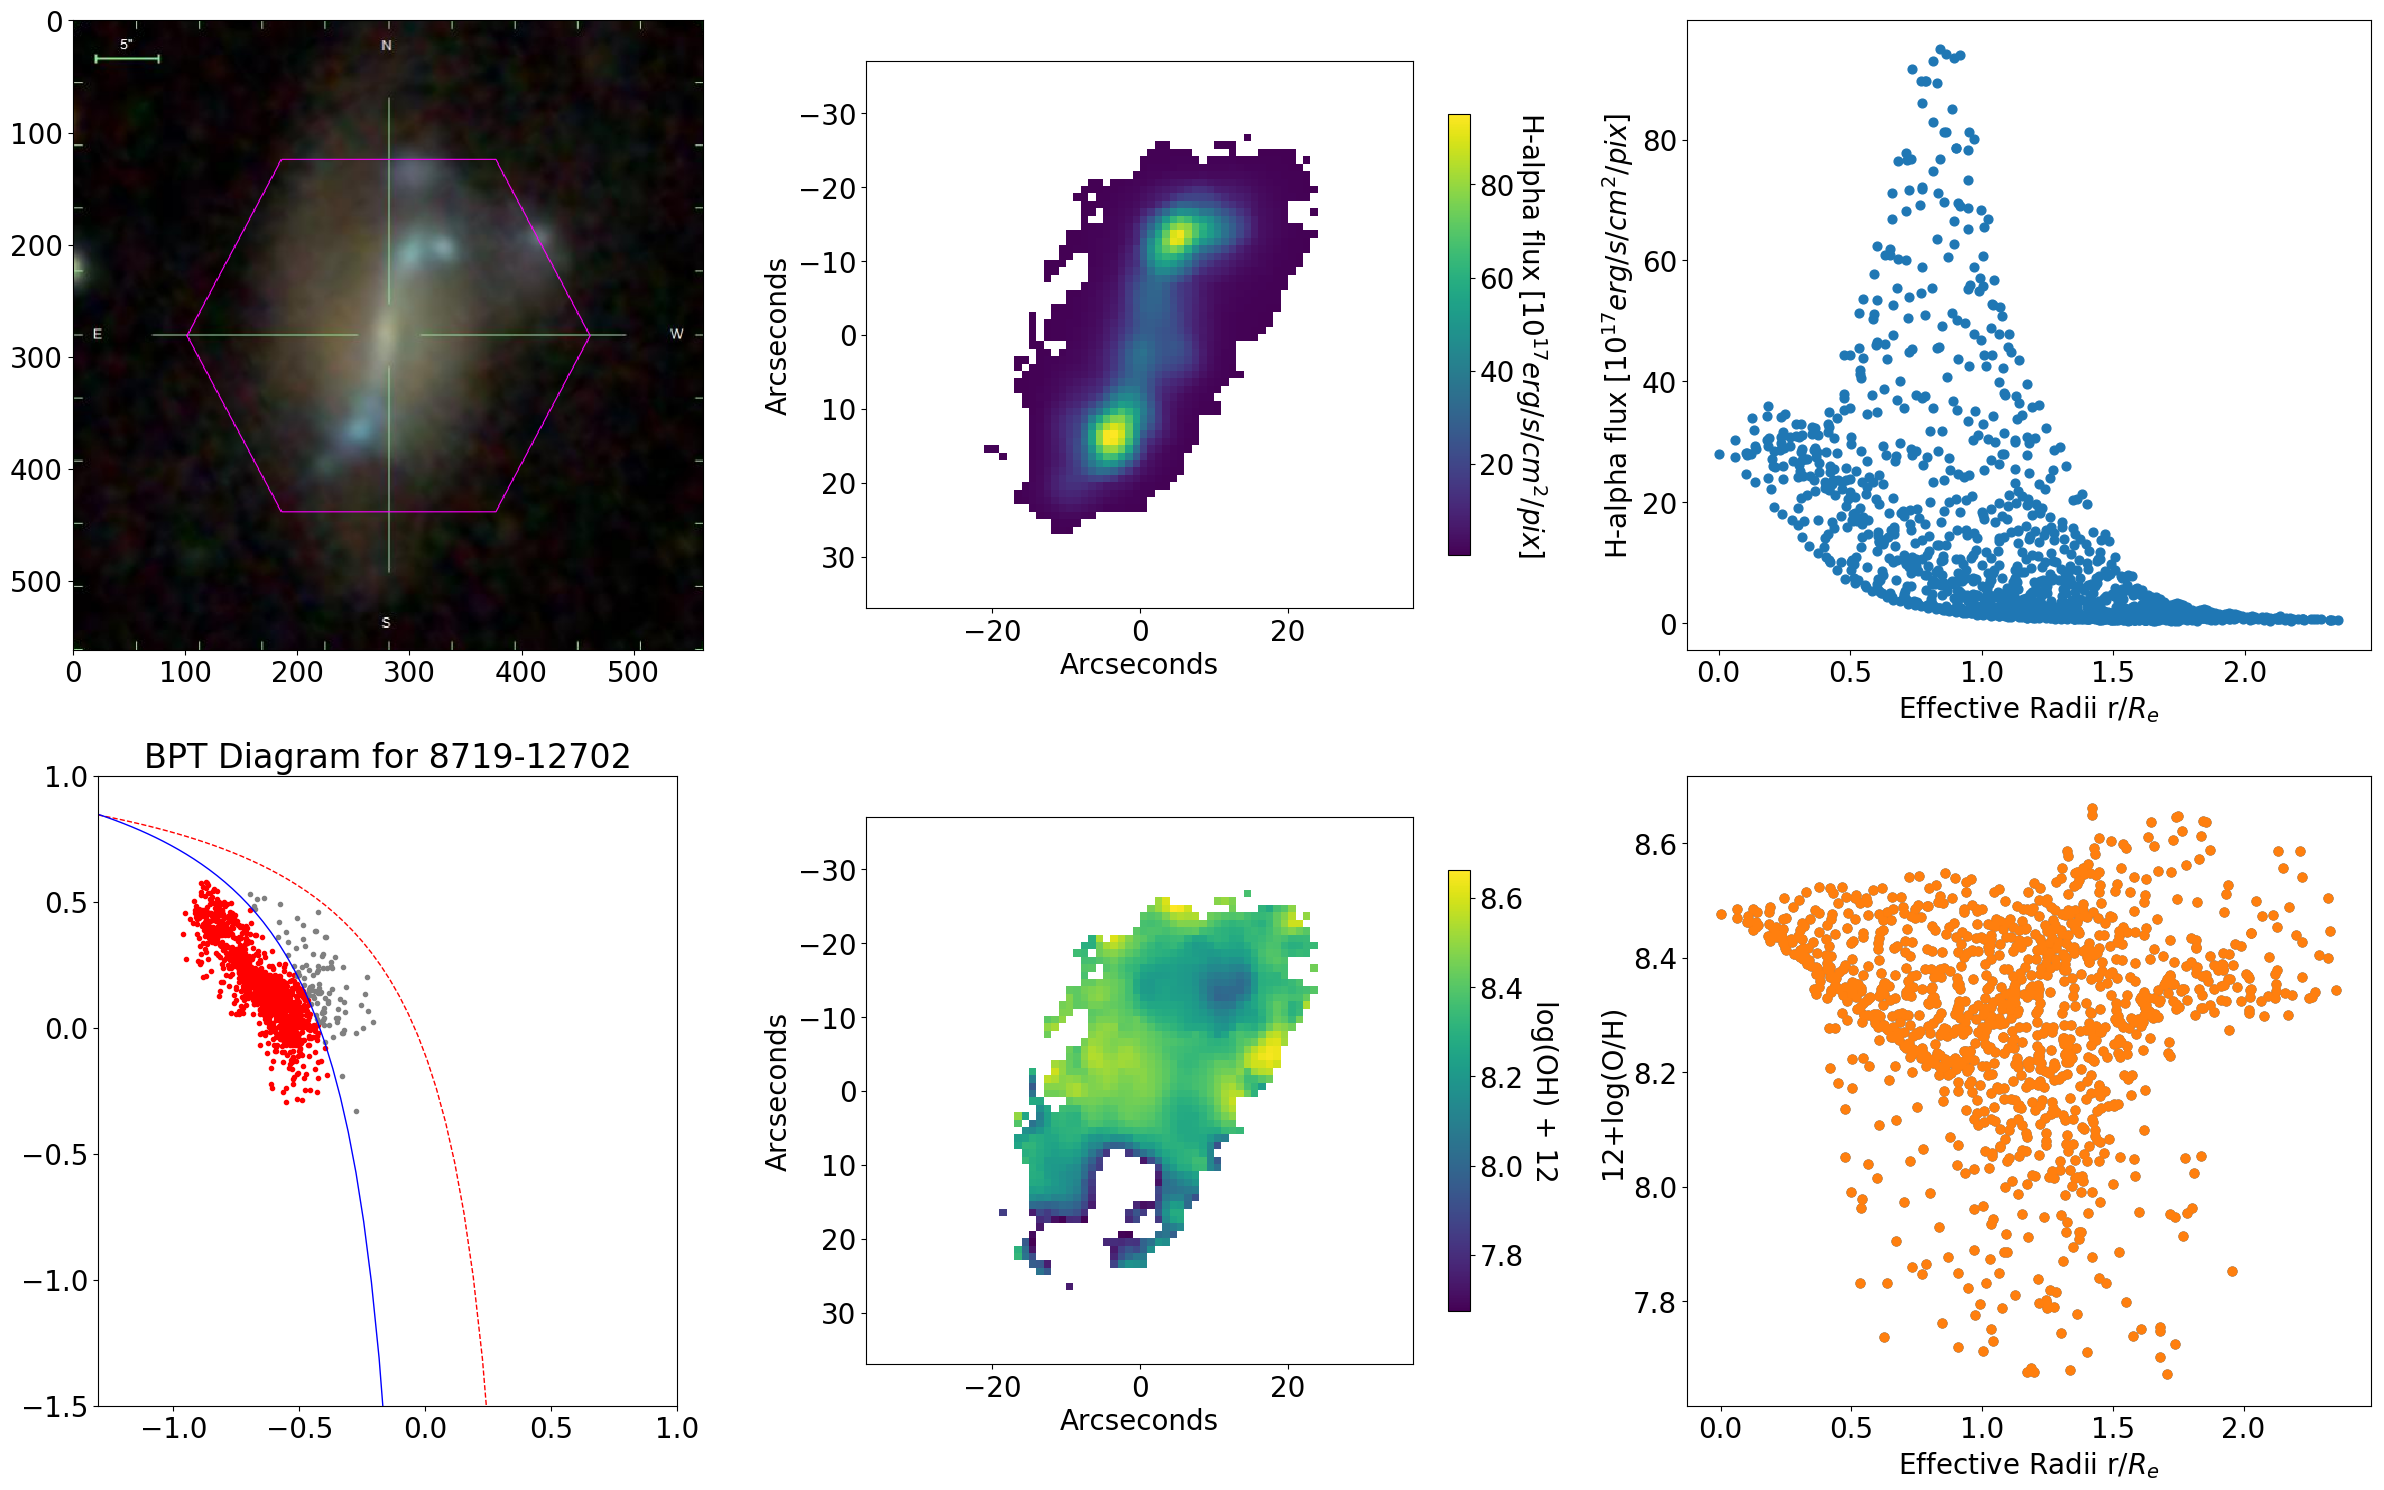 0
100
200
300
400
500
0 100 200 300 400 500
5"
N
E
W
S
−30
−20
−10
0
10
20
30
−20 0 20
Arcseconds
Arcseconds
80
60
40
20
H-alpha flux [10^17 erg/s/cm^2/pix]
H-alpha flux [10^17 erg/s/cm^2/pix]
80
60
40
20
0
0.0 0.5 1.0 1.5 2.0
Effective Radii r/R_e
BPT Diagram for 8719-12702
1.0
0.5
0.0
−0.5
−1.0
−1.5
−1.0 −0.5 0.0 0.5 1.0
−30
−20
−10
0
10
20
30
−20 0 20
Arcseconds
Arcseconds
8.6
8.4
8.2
8.0
7.8
log(OH) + 12
12+log(O/H)
8.6
8.4
8.2
8.0
7.8
0.0 0.5 1.0 1.5 2.0
Effective Radii r/R_e